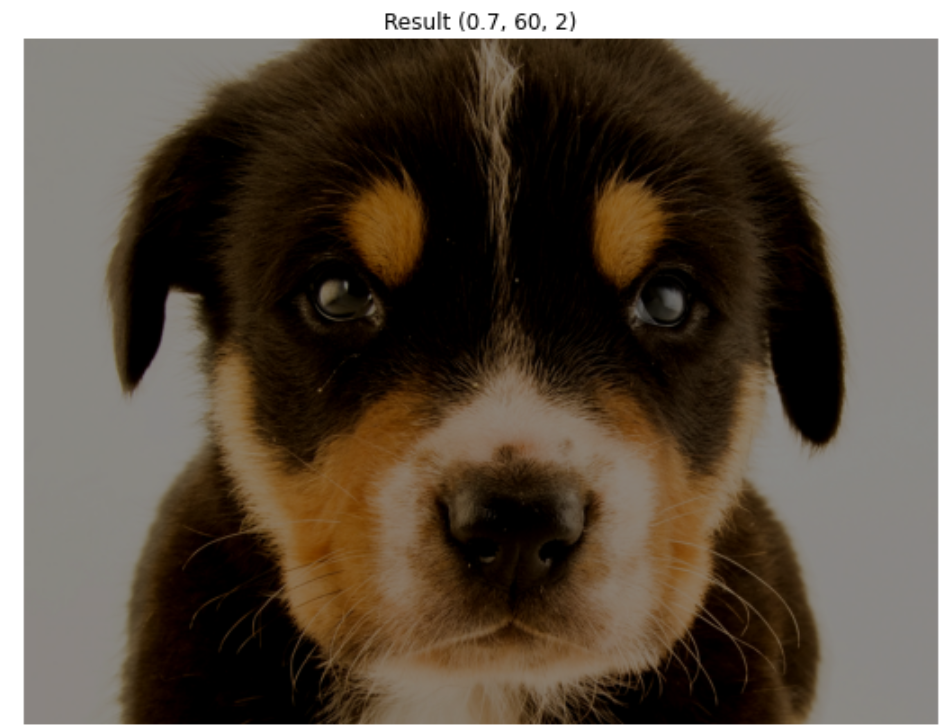 Result (0.7, 60, 2)